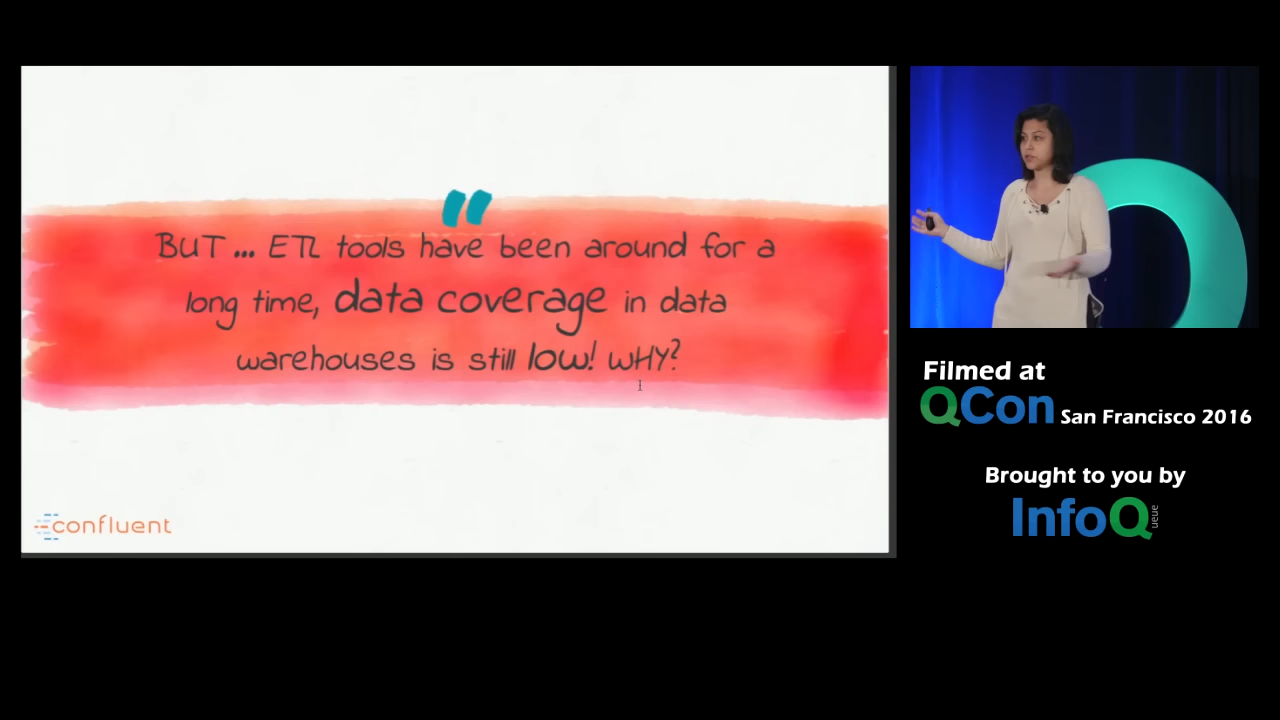 "
BUT... ETL tools have been around for a
long time, data coverage in data
warehouses is still low! WHY?
confluent
Filmed at
QCon San Francisco 2016
Brought to you by
InfoQ
ueue